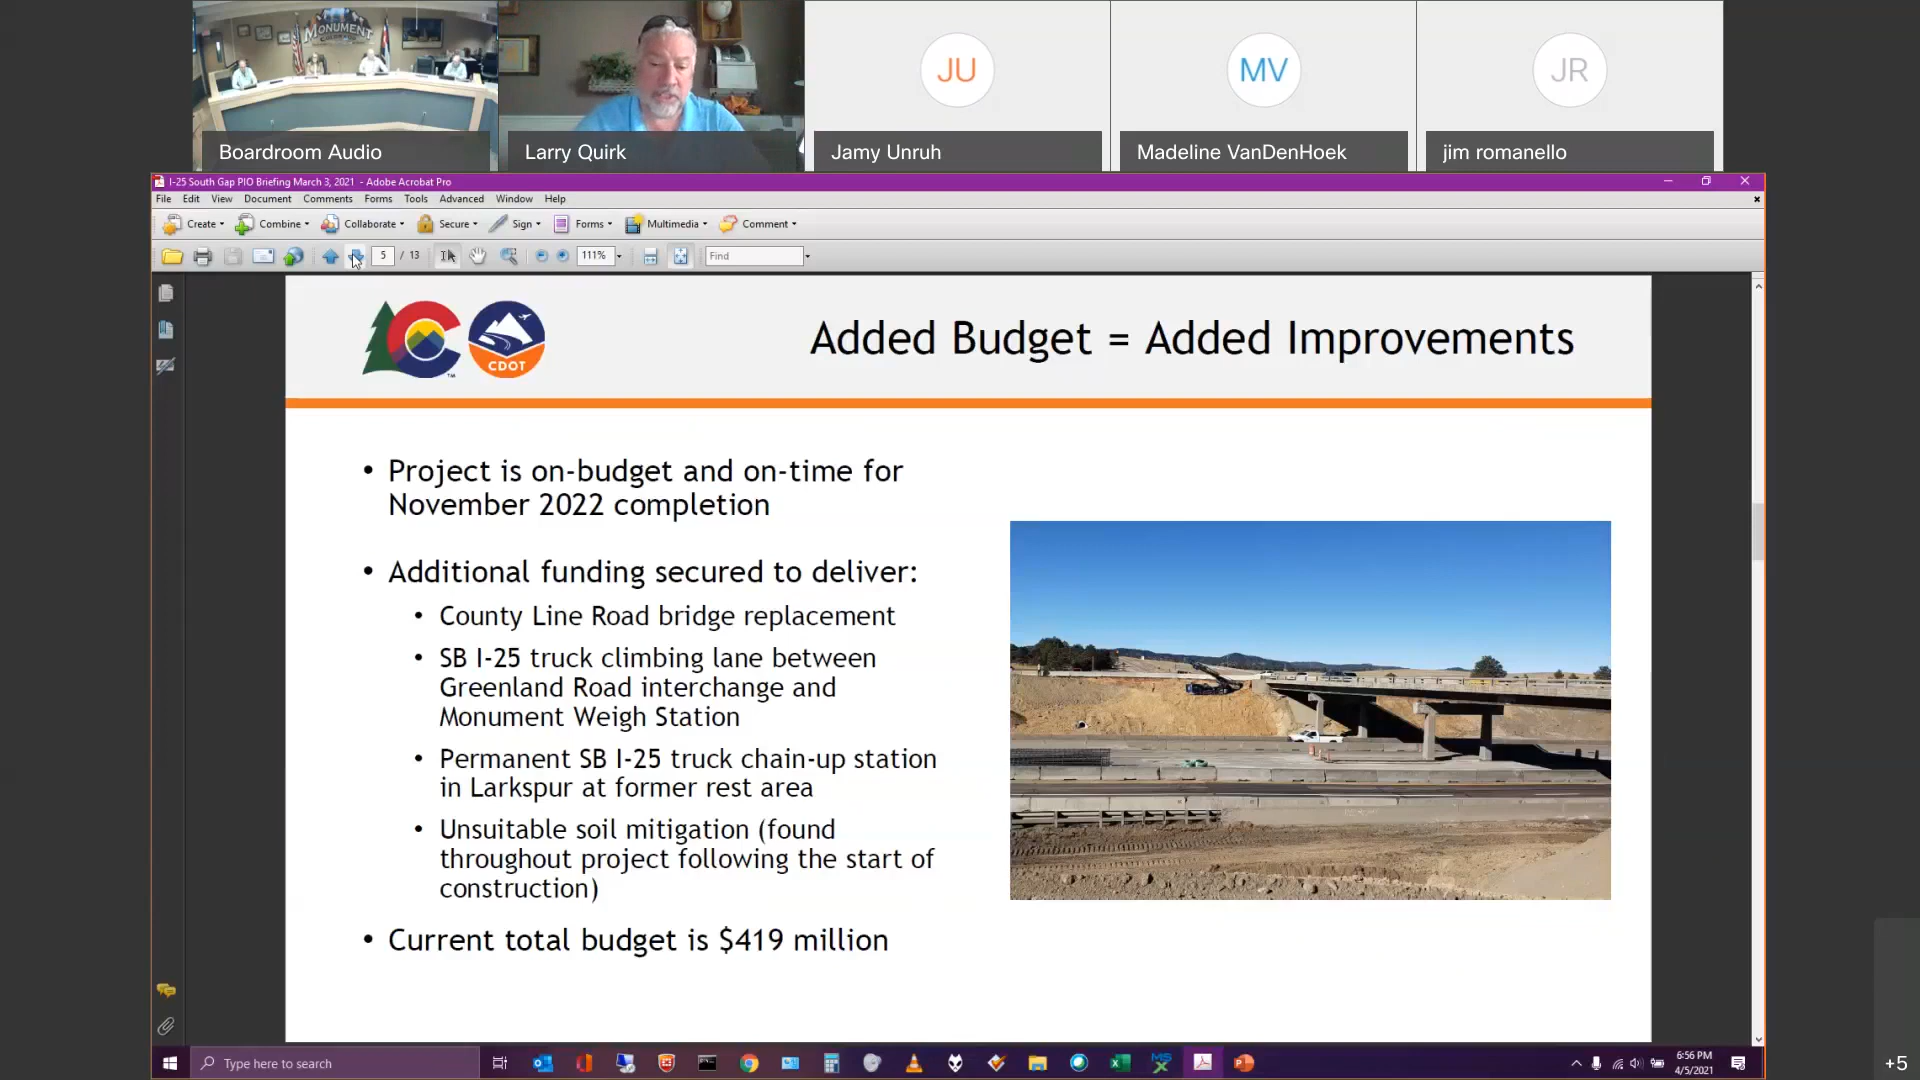 MONUMENT
Boardroom Audio
Larry Quirk
JU
Jamy Unruh
MV
Madeline VanDenHoek
JR
jim romanello
I-25 South Gap PIO Briefing March 3, 2021 - Adobe Acrobat Pro
File Edit View Document Comments Forms Tools Advanced Window Help
Create Combine Collaborate Secure Sign Forms Multimedia Comment
5 / 13 111% Find
CDOT
TM
Added Budget = Added Improvements
• Project is on-budget and on-time for
November 2022 completion
• Additional funding secured to deliver:
• County Line Road bridge replacement
• SB I-25 truck climbing lane between
Greenland Road interchange and
Monument Weigh Station
• Permanent SB I-25 truck chain-up station
in Larkspur at former rest area
• Unsuitable soil mitigation (found
throughout project following the start of
construction)
• Current total budget is $419 million
Type here to search
6:56 PM
4/5/2021
+5